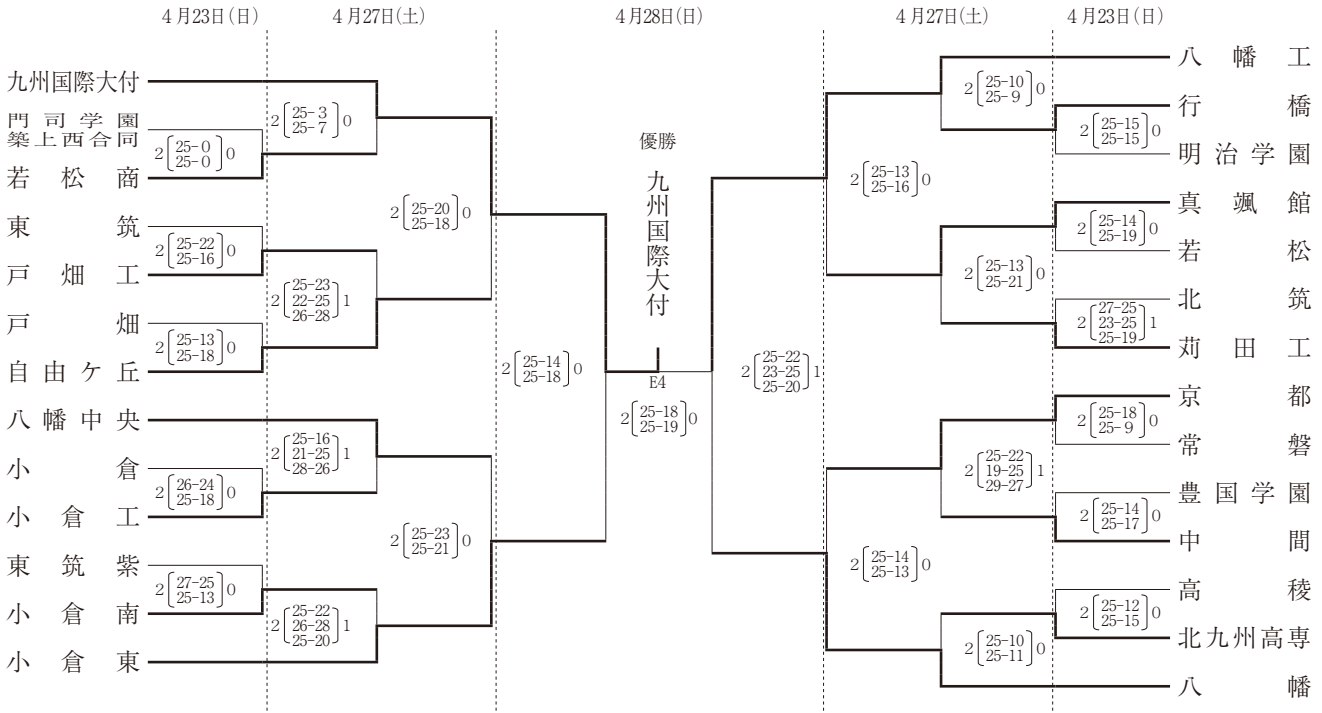 ４月23日（日）
４月27日（土）
４月28日（日）
４月27日（土）
４月23日（日）
九州国際大付
門司学園
築上西合同
若松商
東筑
戸畑工
戸畑
自由ケ丘
八幡中央
小倉
小倉工
東筑紫
小倉南
小倉東
2［25-0 25-0］0
2［25-22 25-16］0
2［25-13 25-18］0
2［26-24 25-18］0
2［27-25 25-13］0
2［25-3 25-7］0
2［25-23 22-25 26-28］1
2［25-16 21-25 28-26］1
2［25-22 26-28 25-20］1
2［25-20 25-18］0
2［25-23 25-21］0
2［25-14 25-18］0
優勝
九州国際大付
E4
2［25-18 25-19］0
2［25-22 23-25 25-20］1
2［25-13 25-16］0
2［25-14 25-13］0
2［25-10 25-9］0
2［25-13 25-21］0
2［25-22 19-25 29-27］1
2［25-10 25-11］0
2［25-15 25-15］0
2［25-14 25-19］0
2［27-25 23-25 25-19］1
2［25-18 25-9］0
2［25-14 25-17］0
2［25-12 25-15］0
八幡工
行橋
明治学園
真颯館
若松
北筑
苅田工
京都
常磐
豊国学園
中間
高稜
北九州高専
八幡